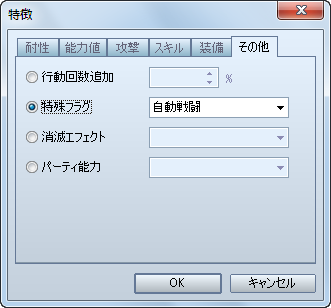 特徴
耐性 能力値 攻撃 スキル 装備 その他
行動回数追加 %
特殊フラグ 自動戦闘
消滅エフェクト
パーティ能力
OK キャンセル